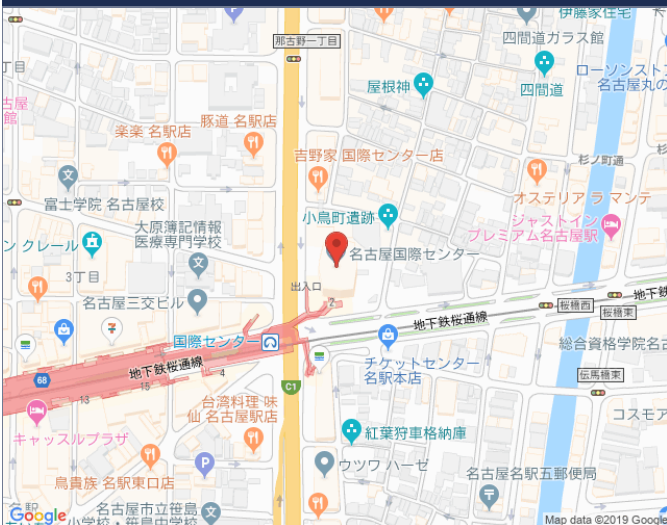 伊藤家住宅
那古野一丁目
四間道ガラス館
丁目
ローソンスト
名古屋丸の
屋根神
四間道
名古屋
館
豚道 名駅店
楽楽 名駅店
吉野家 国際センター店
杉ノ町通
富士学院 名古屋校
オステリア ラ マンテ
小鳥町遺跡
ジャストイン
プレミアム名古屋駅
大原簿記情報
医療専門学校
ン クレール
名古屋国際センター
3丁目
出入口
2
名古屋三交ビル
地下鉄
桜橋西
桜橋東
地下鉄桜通線
国際センター
総合資格学院名古
地下鉄桜通線
チケットセンター
名駅本店
伝馬橋東
68
4
C1
台湾料理 味
仙 名古屋駅店
コスモア
キャッスルプラザ
紅葉狩車格納庫
鳥貴族 名駅東口店
ウツワ ハーゼ
名古屋名駅五郵便局
名古屋市立笹島
小学校・笹島中学校
Google
Map data ©2019 Google